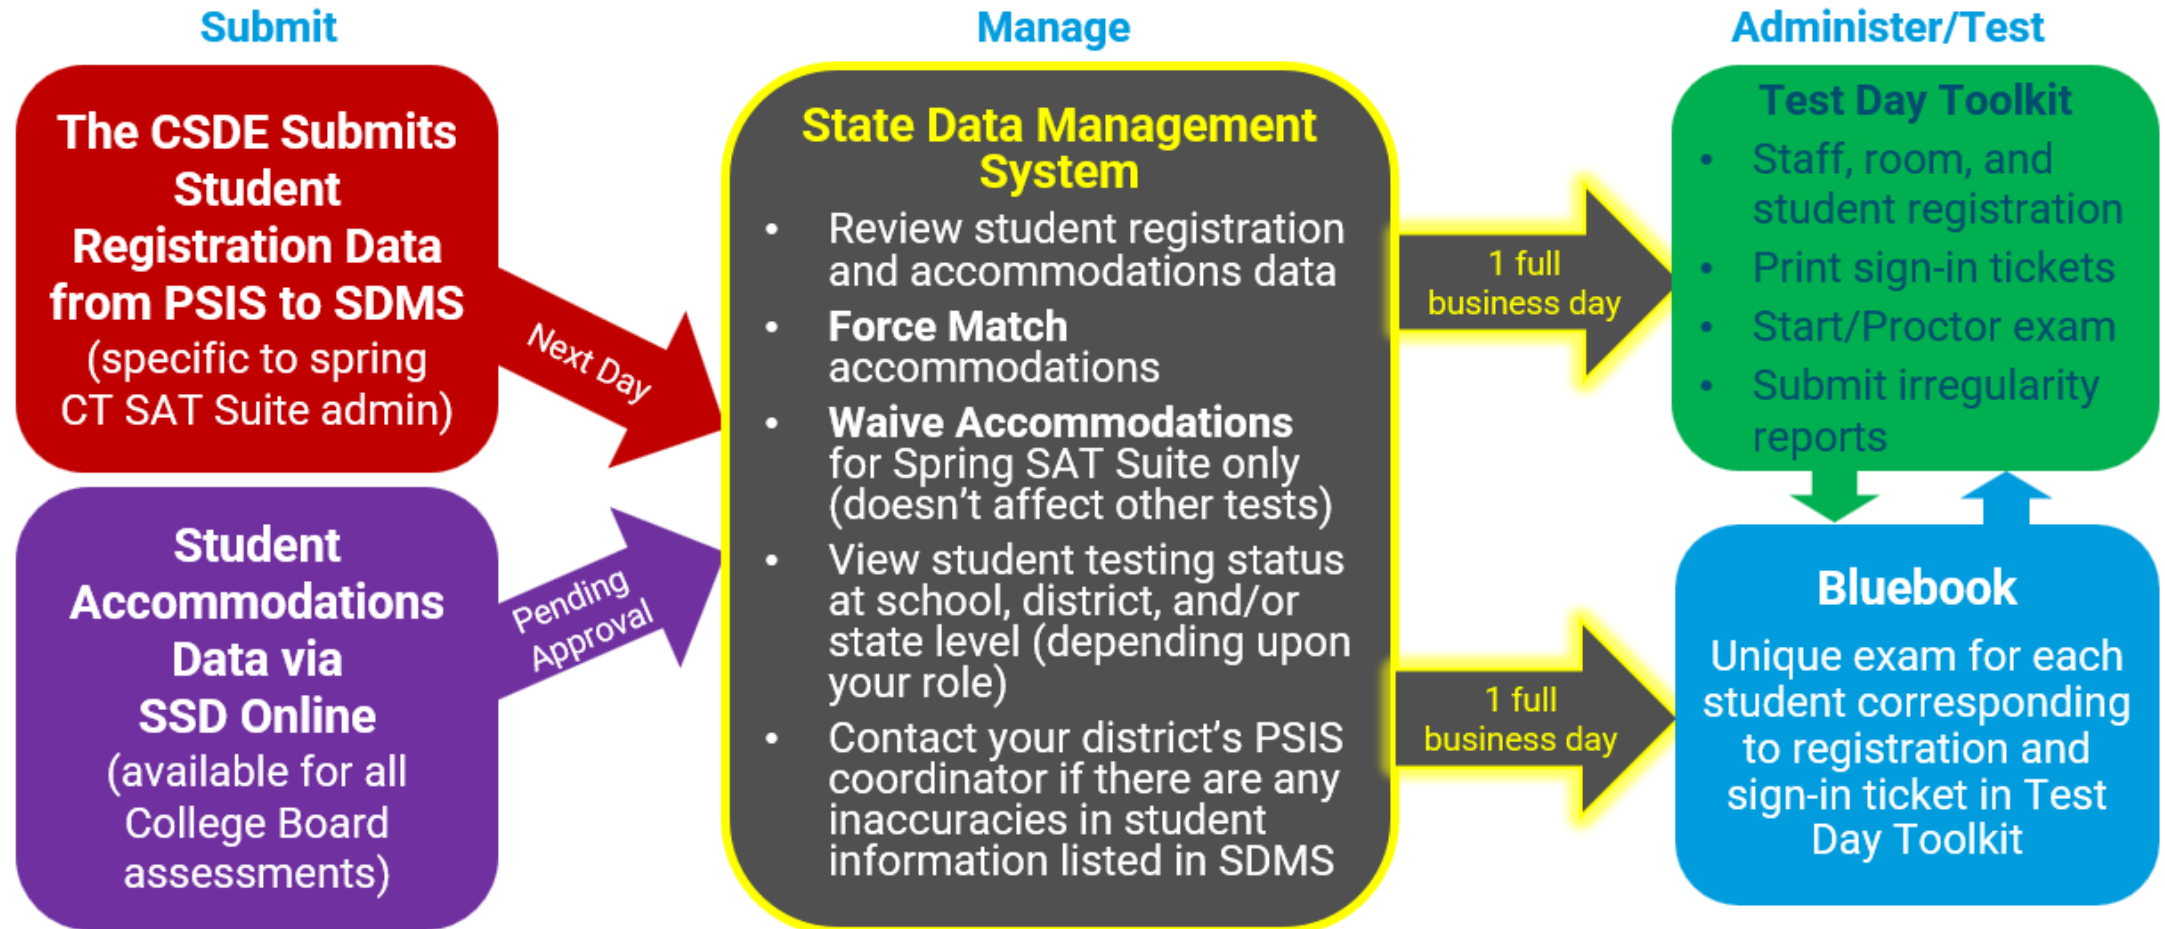 Submit
The CSDE Submits
Student
Registration Data
from PSIS to SDMS
(specific to spring
CT SAT Suite admin)
Next Day
Student
Accommodations
Data via
SSD Online
(available for all
College Board
assessments)
Pending
Approval
Manage
State Data Management
System
• Review student registration
and accommodations data
• Force Match
accommodations
• Waive Accommodations
for Spring SAT Suite only
(doesn’t affect other tests)
• View student testing status
at school, district, and/or
state level (depending upon
your role)
• Contact your district’s PSIS
coordinator if there are any
inaccuracies in student
information listed in SDMS
1 full
business day
1 full
business day
Administer/Test
Test Day Toolkit
• Staff, room, and
student registration
• Print sign-in tickets
• Start/Proctor exam
• Submit irregularity
reports
Bluebook
Unique exam for each
student corresponding
to registration and
sign-in ticket in Test
Day Toolkit